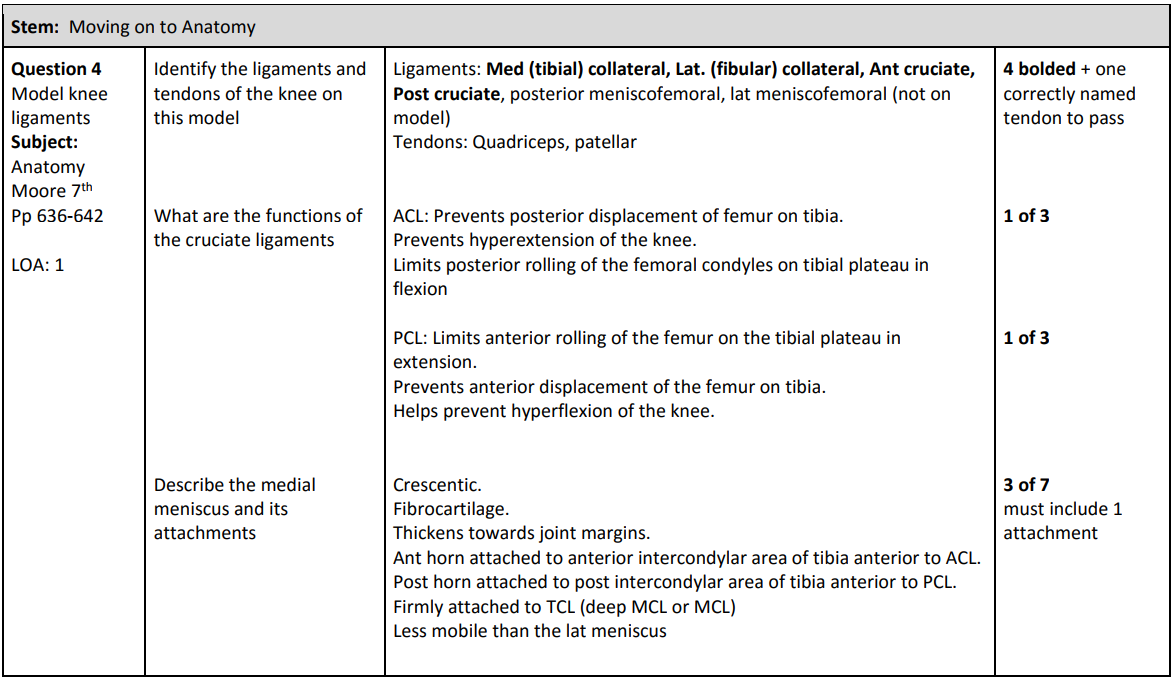 Stem: Moving on to Anatomy
Question 4
Model knee
ligaments
Subject:
Anatomy
Moore 7th
Pp 636-642
LOA: 1
Identify the ligaments and
tendons of the knee on
this model
Ligaments: Med (tibial) collateral, Lat. (fibular) collateral, Ant cruciate,
Post cruciate, posterior meniscofemoral, lat meniscofemoral (not on
model)
Tendons: Quadriceps, patellar
4 bolded + one
correctly named
tendon to pass
What are the functions of
the cruciate ligaments
ACL: Prevents posterior displacement of femur on tibia.
Prevents hyperextension of the knee.
Limits posterior rolling of the femoral condyles on tibial plateau in
flexion
1 of 3
PCL: Limits anterior rolling of the femur on the tibial plateau in
extension.
Prevents anterior displacement of the femur on tibia.
Helps prevent hyperflexion of the knee.
1 of 3
Describe the medial
meniscus and its
attachments
Crescentic.
Fibrocartilage.
Thickens towards joint margins.
Ant horn attached to anterior intercondylar area of tibia anterior to ACL.
Post horn attached to post intercondylar area of tibia anterior to PCL.
Firmly attached to TCL (deep MCL or MCL)
Less mobile than the lat meniscus
3 of 7
must include 1
attachment